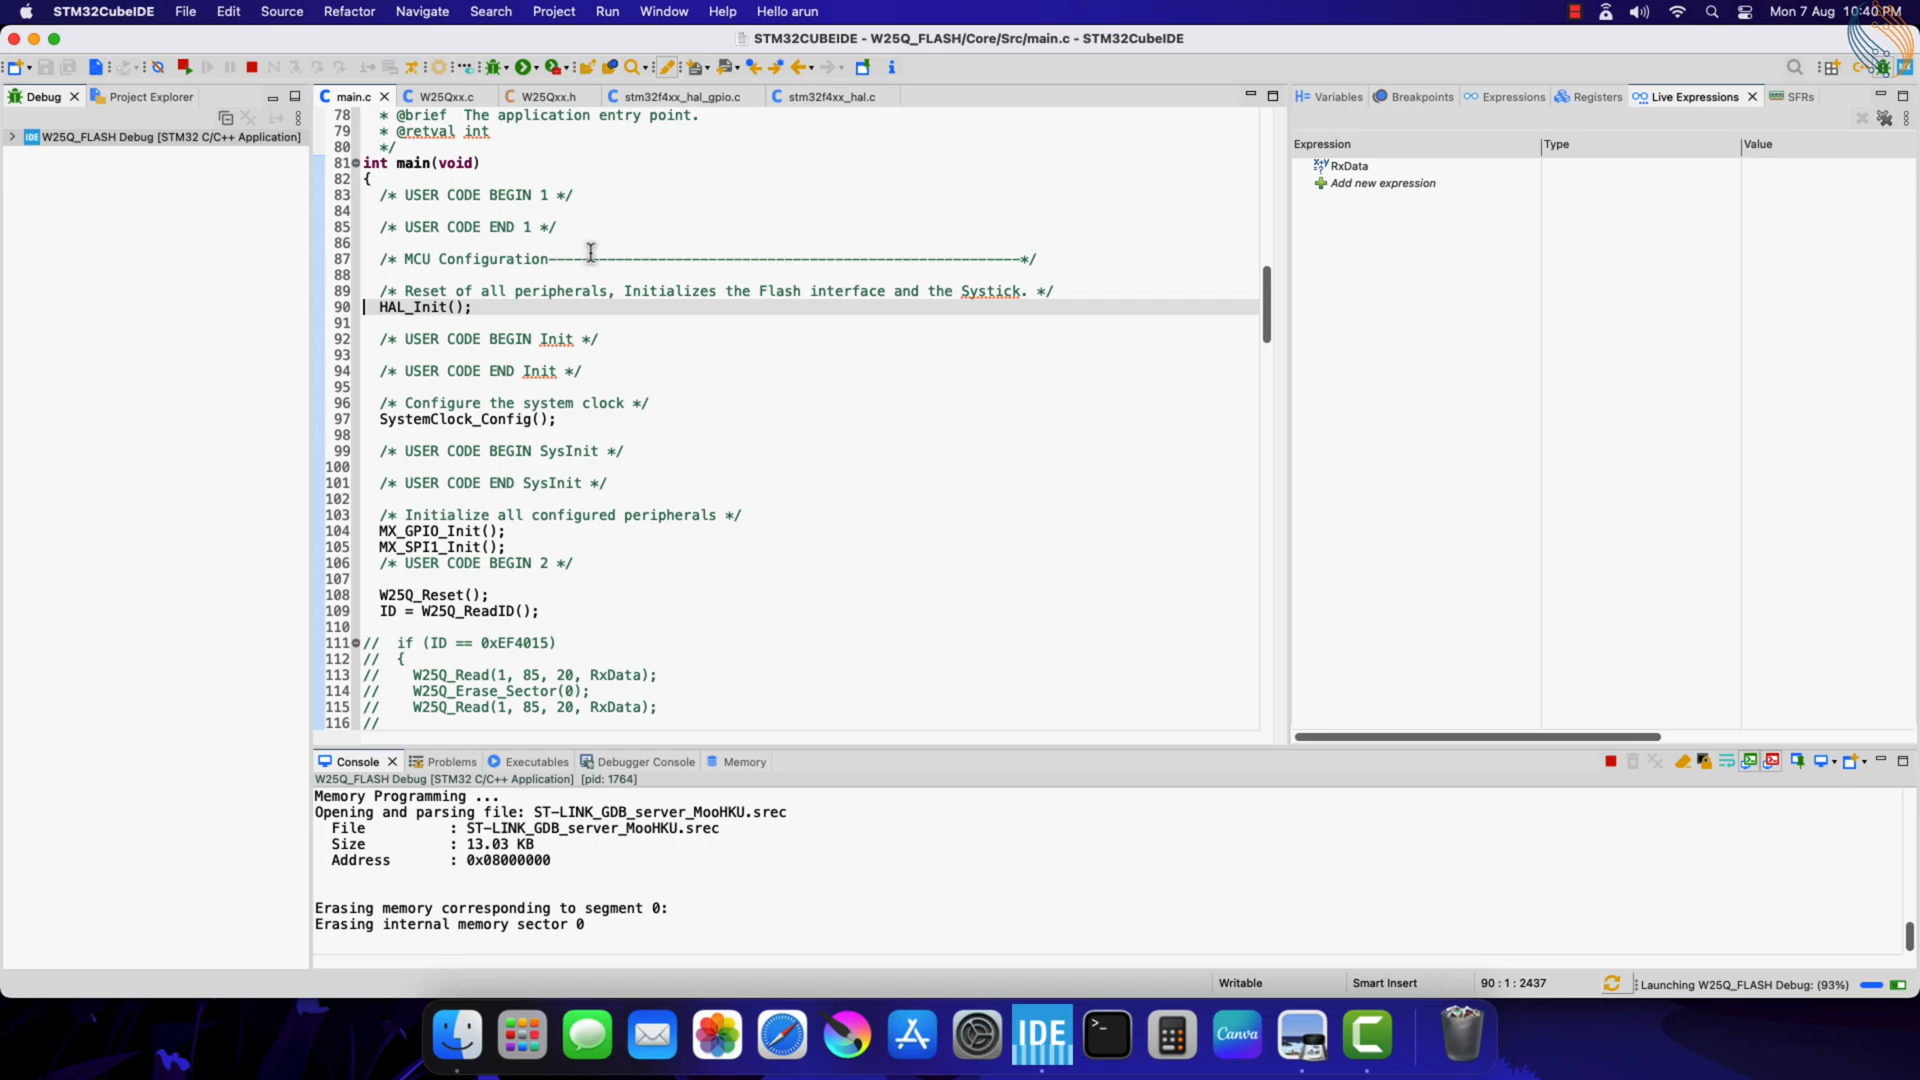 STM32CubeIDE File Edit Source Refactor Navigate Search Project Run Window Help Hello arun Mon 7 Aug 10:40 PM
STM32CUBEIDE - W25Q_FLASH/Core/Src/main.c - STM32CubeIDE
Debug Project Explorer
main.c W25Qxx.c W25Qxx.h stm32f4xx_hal_gpio.c stm32f4xx_hal.c
Variables Breakpoints Expressions Registers Live Expressions SFRs
IDE W25Q_FLASH Debug [STM32 C/C++ Application]
78 * @brief  The application entry point.
79 * @retval int
80 */
81 int main(void)
82 {
83 /* USER CODE BEGIN 1 */
84
85 /* USER CODE END 1 */
86
87 /* MCU Configuration--------------------------------------------------------*/
88
89 /* Reset of all peripherals, Initializes the Flash interface and the Systick. */
90 HAL_Init();
91
92 /* USER CODE BEGIN Init */
93
94 /* USER CODE END Init */
95
96 /* Configure the system clock */
97 SystemClock_Config();
98
99 /* USER CODE BEGIN SysInit */
100
101 /* USER CODE END SysInit */
102
103 /* Initialize all configured peripherals */
104 MX_GPIO_Init();
105 MX_SPI1_Init();
106 /* USER CODE BEGIN 2 */
107
108 W25Q_Reset();
109 ID = W25Q_ReadID();
110
111 // if (ID == 0xEF4015)
112 // {
113 // W25Q_Read(1, 85, 20, RxData);
114 // W25Q_Erase_Sector(0);
115 // W25Q_Read(1, 85, 20, RxData);
116 //
Expression Type Value
RxData
Add new expression
Console Problems Executables Debugger Console Memory
W25Q_FLASH Debug [STM32 C/C++ Application] [pid: 1764]
Memory Programming ...
Opening and parsing file: ST-LINK_GDB_server_MooHKU.srec
File : ST-LINK_GDB_server_MooHKU.srec
Size : 13.03 KB
Address : 0x08000000
Erasing memory corresponding to segment 0:
Erasing internal memory sector 0
Writable Smart Insert 90 : 1 : 2437 Launching W25Q_FLASH Debug: (93%)
IDE
Canva